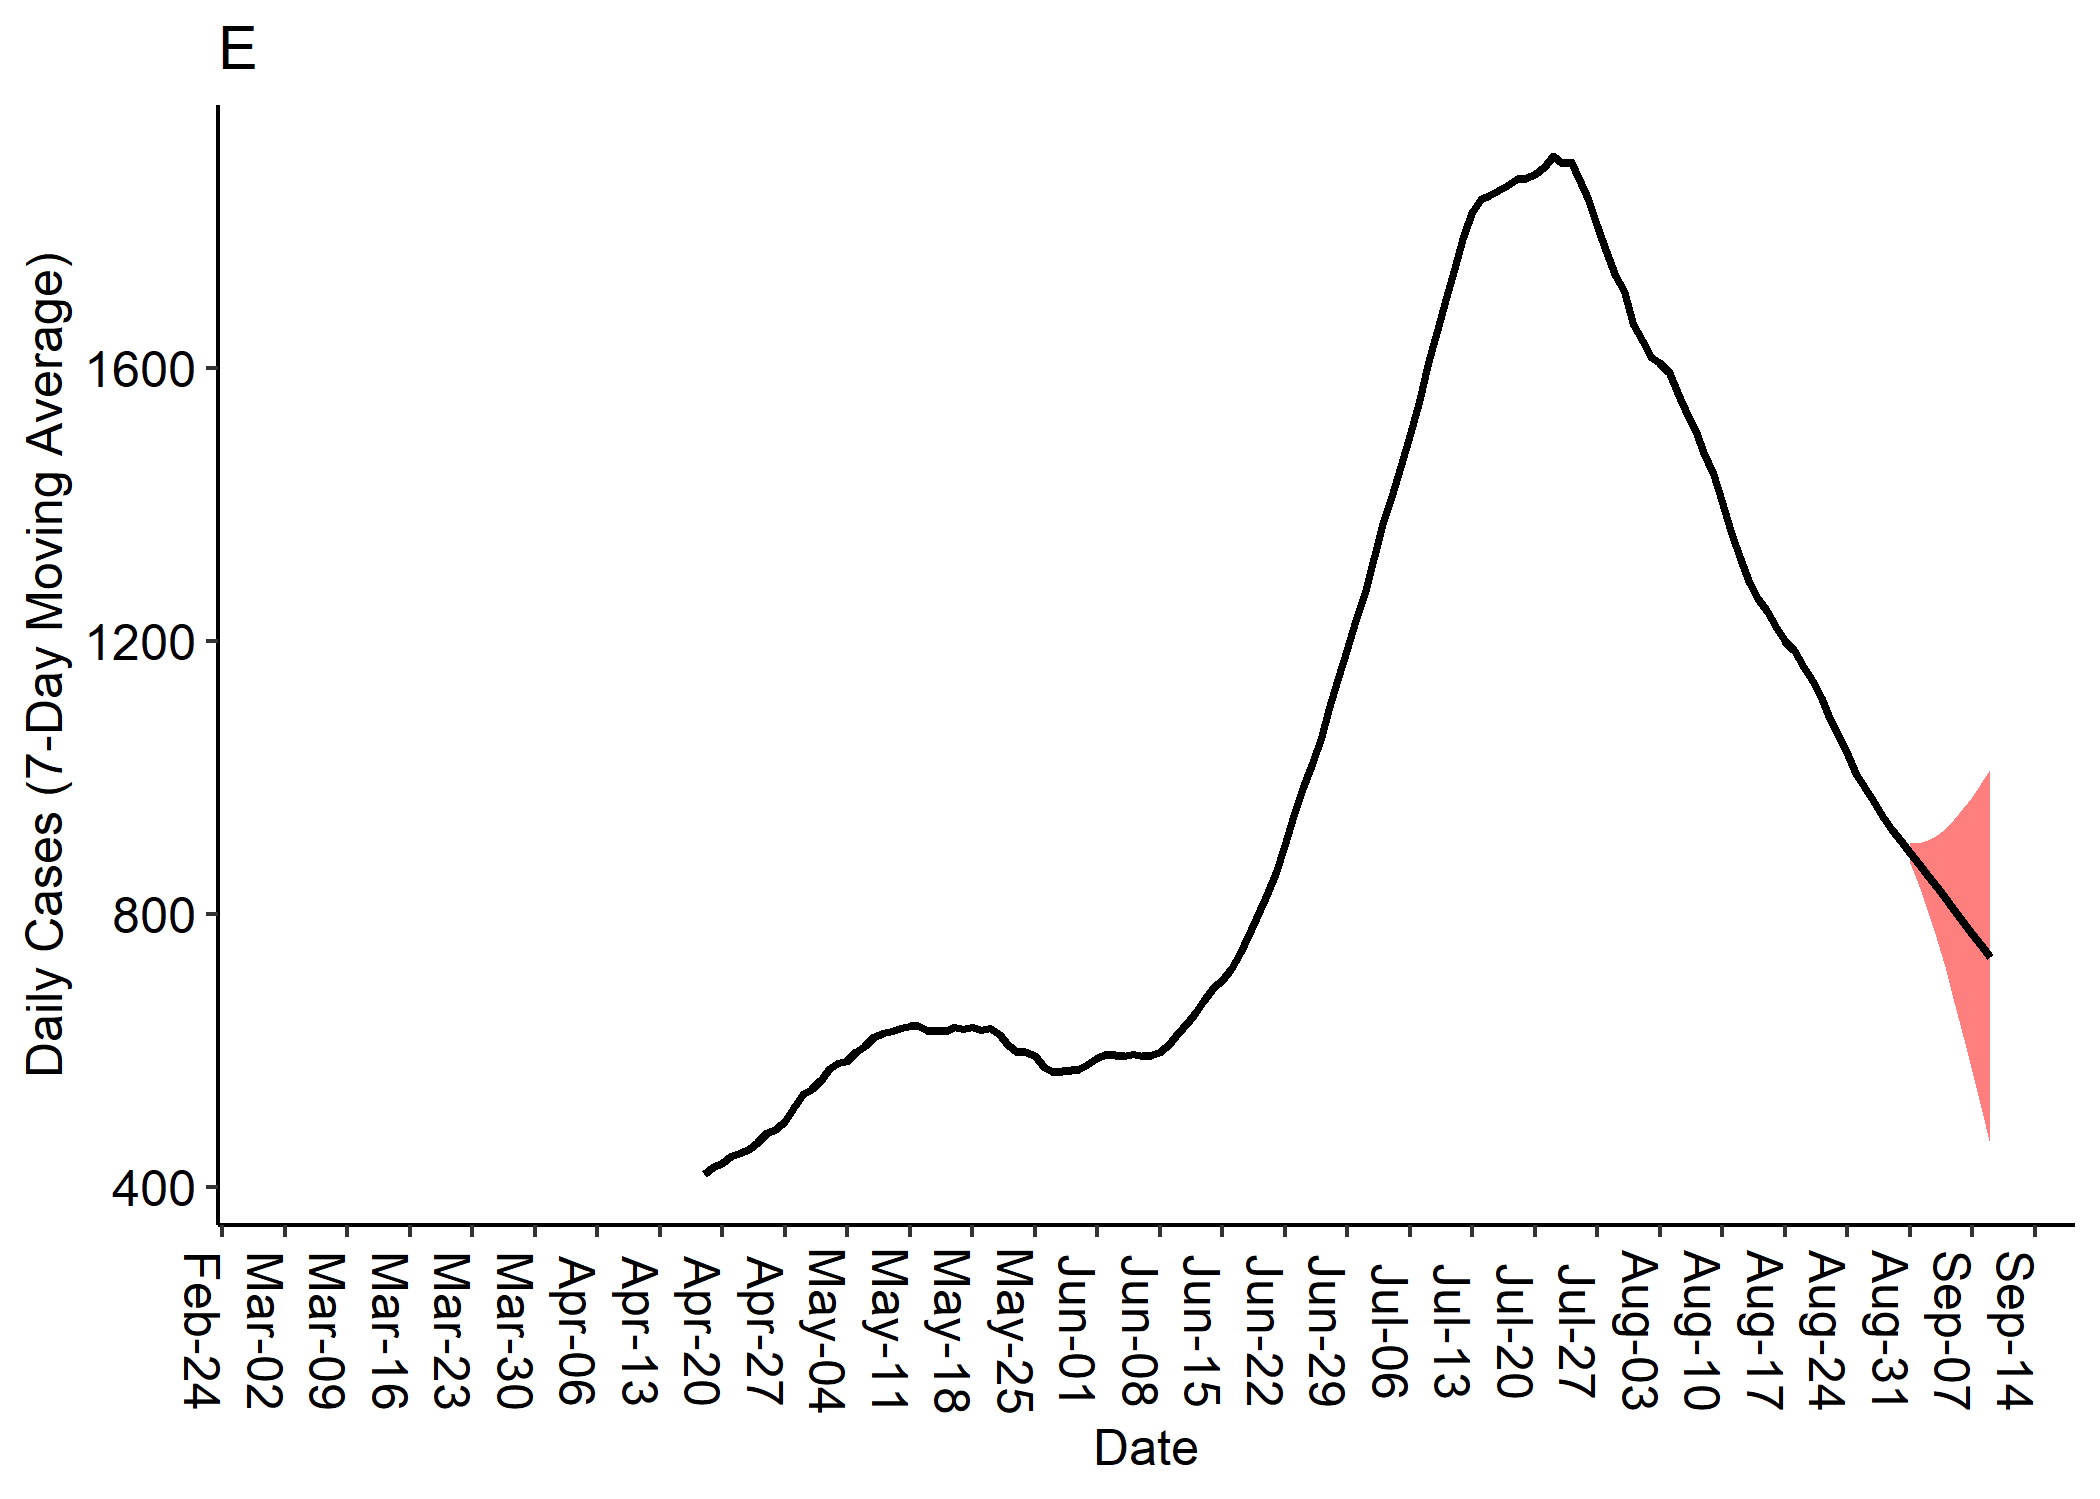 E
Daily Cases (7-Day Moving Average)
1600
1200
800
400
Feb-24
Mar-02
Mar-09
Mar-16
Mar-23
Mar-30
Apr-06
Apr-13
Apr-20
Apr-27
May-04
May-11
May-18
May-25
Jun-01
Jun-08
Jun-15
Jun-22
Jun-29
Jul-06
Jul-13
Jul-20
Jul-27
Aug-03
Aug-10
Aug-17
Aug-24
Aug-31
Sep-07
Sep-14
Date